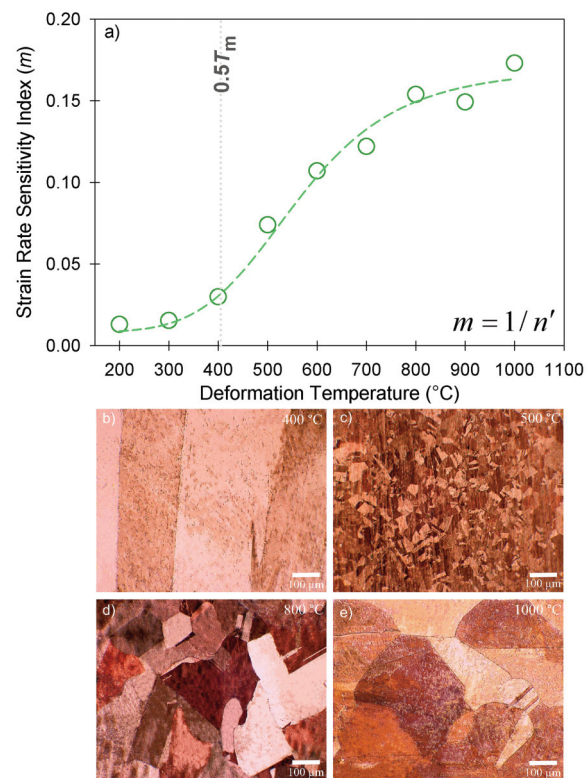 a)
0.5Tm
Strain Rate Sensitivity Index (m)
0.20
0.15
0.10
0.05
0.00
m = 1/ n′
100 200 300 400 500 600 700 800 900 1000 1100
Deformation Temperature (°C)
b) 400 °C
100 μm
c) 500 °C
100 μm
d) 800 °C
100 μm
e) 1000 °C
100 μm